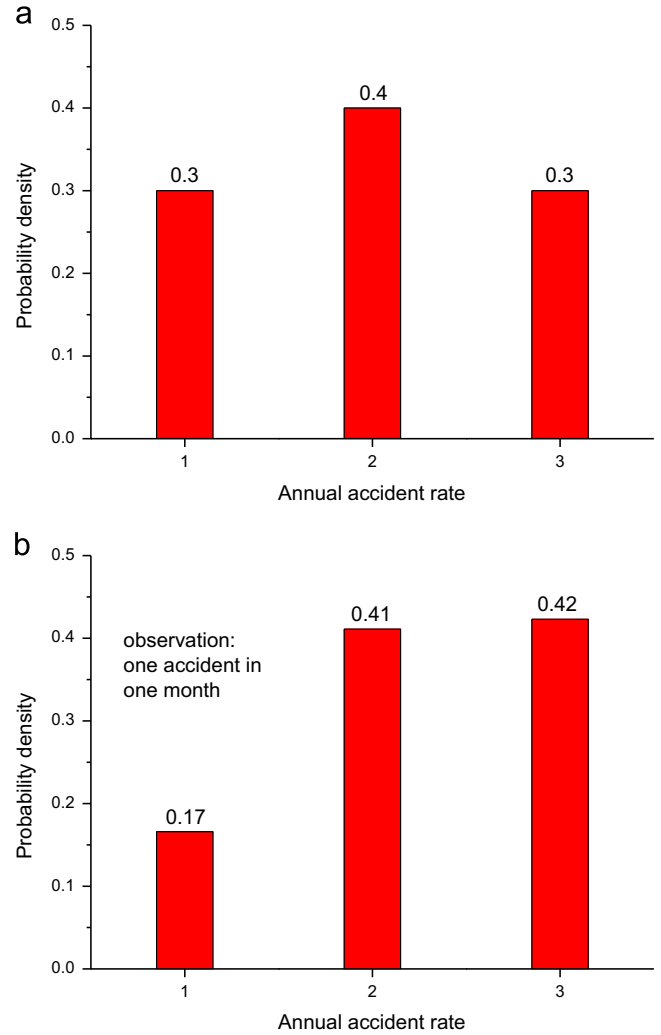 a
0.5
0.4
0.3
0.2
0.1
0.0
Probability density
0.3
0.4
0.3
1
2
3
Annual accident rate
b
0.5
0.4
0.3
0.2
0.1
0.0
Probability density
observation:
one accident in
one month
0.17
0.41
0.42
1
2
3
Annual accident rate